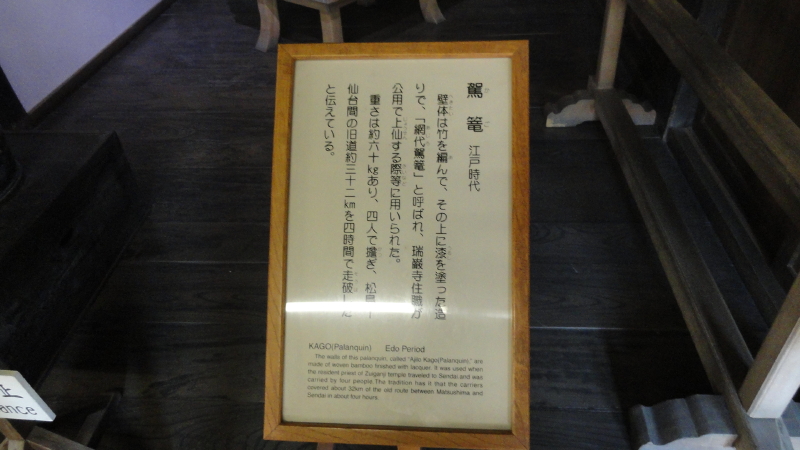 駕籠 江戸時代
壁体は竹を編んで、その上に漆を塗った造
りで、「網代駕籠」と呼ばれ、瑞巌寺住職が
公用で上仙する際等に用いられた。
重さは約六十kgあり、四人で担ぎ、松島―
仙台間の旧道約三十二kmを四時間で走破した
と伝えている。
KAGO(Palanquin) Edo Period
The walls of this palanquin, called "Ajiro Kago(Palanquin)," are
made of woven bamboo finished with lacquer. It was used when
the resident priest of Zuiganji temple traveled to Sendai and was
carried by four people.The tradition has it that the carriers
covered about 32km of the old route between Matsushima and
Sendai in about four hours.
止
ance